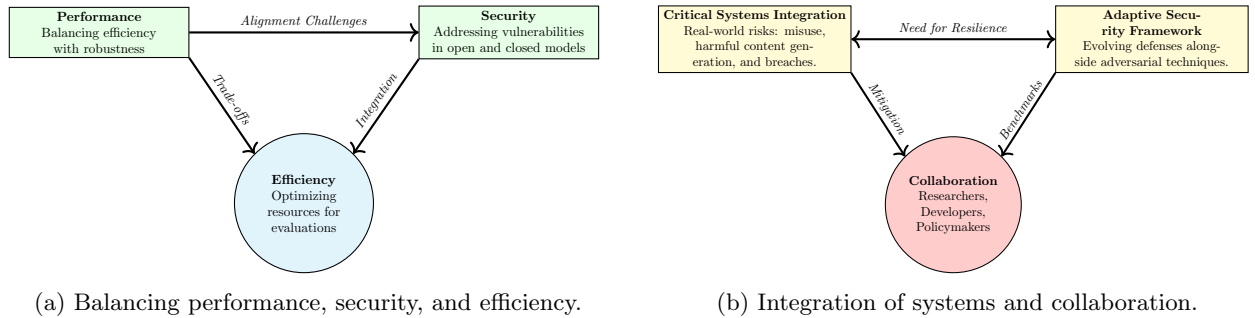 Performance
Balancing efficiency
with robustness
Alignment Challenges
Security
Addressing vulnerabilities
in open and closed models
Trade-offs
Integration
Efficiency
Optimizing
resources for
evaluations
(a) Balancing performance, security, and efficiency.
Critical Systems Integration
Real-world risks: misuse,
harmful content gen-
eration, and breaches.
Need for Resilience
Adaptive Secu-
rity Framework
Evolving defenses along-
side adversarial techniques.
Mitigation
Benchmarks
Collaboration
Researchers,
Developers,
Policymakers
(b) Integration of systems and collaboration.